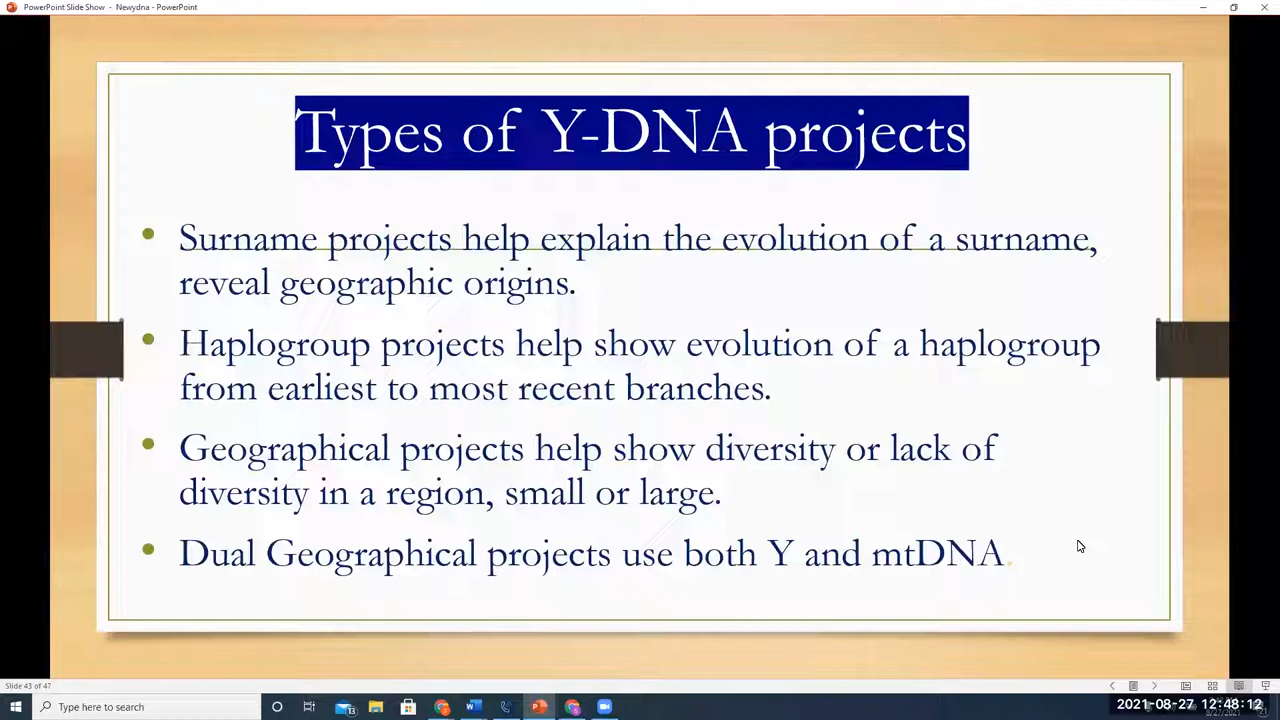 PowerPoint Slide Show - Newydna - PowerPoint
Types of Y-DNA projects
• Surname projects help explain the evolution of a surname,
reveal geographic origins.
• Haplogroup projects help show evolution of a haplogroup
from earliest to most recent branches.
• Geographical projects help show diversity or lack of
diversity in a region, small or large.
• Dual Geographical projects use both Y and mtDNA.
Slide 43 of 47
Type here to search
13
2021-08-27 12:48:12